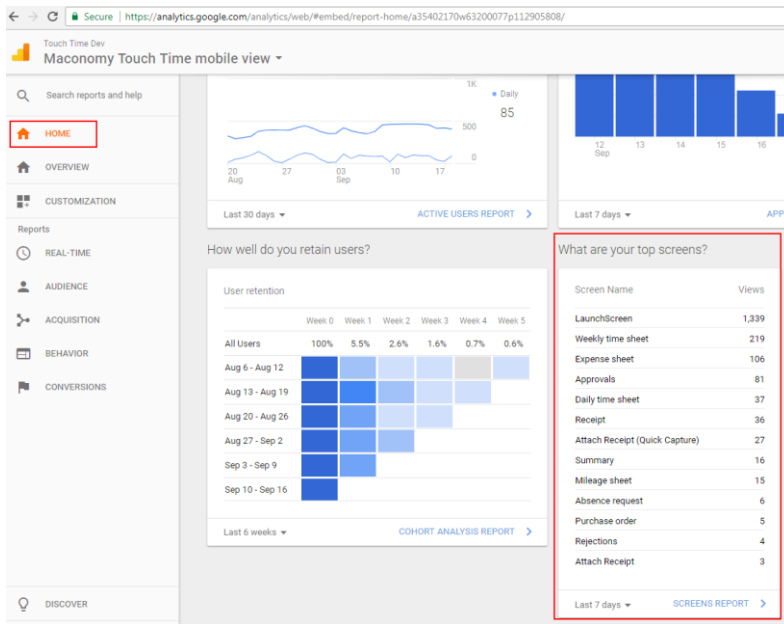 Secure | https://analytics.google.com/analytics/web/#embed/report-home/a35402170w63200077p112905808/
Touch Time Dev
Maconomy Touch Time mobile view
Search reports and help
HOME
OVERVIEW
CUSTOMIZATION
Reports
REAL-TIME
AUDIENCE
ACQUISITION
BEHAVIOR
CONVERSIONS
DISCOVER
1K
500
0
Daily
85
20 Aug 27 03 Sep 10 17
Last 30 days ACTIVE USERS REPORT
12 Sep 13 14 15 16
Last 7 days APP
How well do you retain users?
User retention
Week 0 Week 1 Week 2 Week 3 Week 4 Week 5
All Users 100% 5.5% 2.6% 1.6% 0.7% 0.6%
Aug 6 - Aug 12
Aug 13 - Aug 19
Aug 20 - Aug 26
Aug 27 - Sep 2
Sep 3 - Sep 9
Sep 10 - Sep 16
Last 6 weeks COHORT ANALYSIS REPORT
What are your top screens?
Screen Name Views
LaunchScreen 1,339
Weekly time sheet 219
Expense sheet 106
Approvals 81
Daily time sheet 37
Receipt 36
Attach Receipt (Quick Capture) 27
Summary 16
Mileage sheet 15
Absence request 6
Purchase order 5
Rejections 4
Attach Receipt 3
Last 7 days SCREENS REPORT